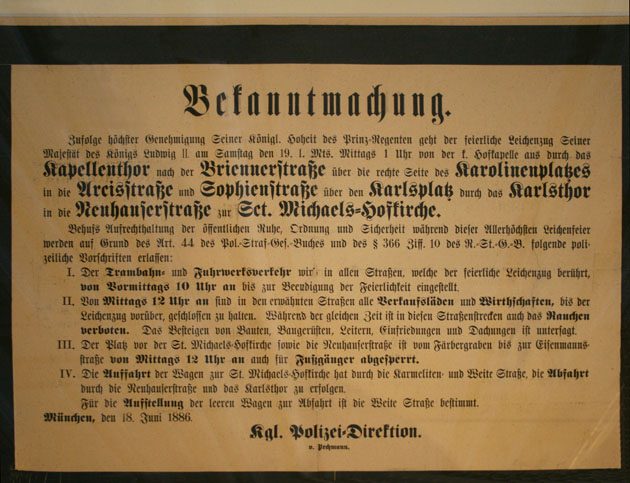 Bekanntmachung.
Zufolge höchster Genehmigung Seiner Königl. Hoheit des Prinz-Regenten geht der feierliche Leichenzug Seiner
Majestät des Königs Ludwig II. am Samstag den 19. l. Mts. Mittags 1 Uhr von der k. Hofkapelle aus durch das
Kapellenthor nach der Briennerstraße über die rechte Seite des Karolinenplatzes
in die Arcisstraße und Sophienstraße über den Karlsplatz durch das Karlsthor
in die Neuhauserstraße zur Sct. Michaels-Hofkirche.
Behufs Aufrechthaltung der öffentlichen Ruhe, Ordnung und Sicherheit während dieser Allerhöchsten Leichenfeier
werden auf Grund des Art. 44 des Pol.-Straf-Ges.-Buches und des § 366 Ziff. 10 des R.-St.-G.-B. folgende poli-
zeiliche Vorschriften erlassen:
I. Der Trambahn- und Fuhrwerksverkehr wird in allen Straßen, welche der feierliche Leichenzug berührt,
von Vormittags 10 Uhr an bis zur Beendigung der Feierlichkeit eingestellt.
II. Von Mittags 12 Uhr an sind in den erwähnten Straßen alle Verkaufsläden und Wirthschaften, bis der
Leichenzug vorüber, geschlossen zu halten. Während der gleichen Zeit ist in diesen Straßenstrecken auch das Rauchen
verboten. Das Besteigen von Bauten, Baugerüsten, Leitern, Einfriedungen und Dachungen ist untersagt.
III. Der Platz vor der St. Michaels-Hofkirche sowie die Neuhauserstraße ist vom Färbergraben bis zur Eisenmanns-
straße von Mittags 12 Uhr an auch für Fußgänger abgesperrt.
IV. Die Auffahrt der Wagen zur St. Michaels-Hofkirche hat durch die Karmeliten- und Weite Straße, die Abfahrt
durch die Neuhauserstraße und das Karlsthor zu erfolgen.
Für die Aufstellung der leeren Wagen zur Abfahrt ist die Weite Straße bestimmt.
München, den 18. Juni 1886.
Kgl. Polizei-Direktion.
v. Pechmann.